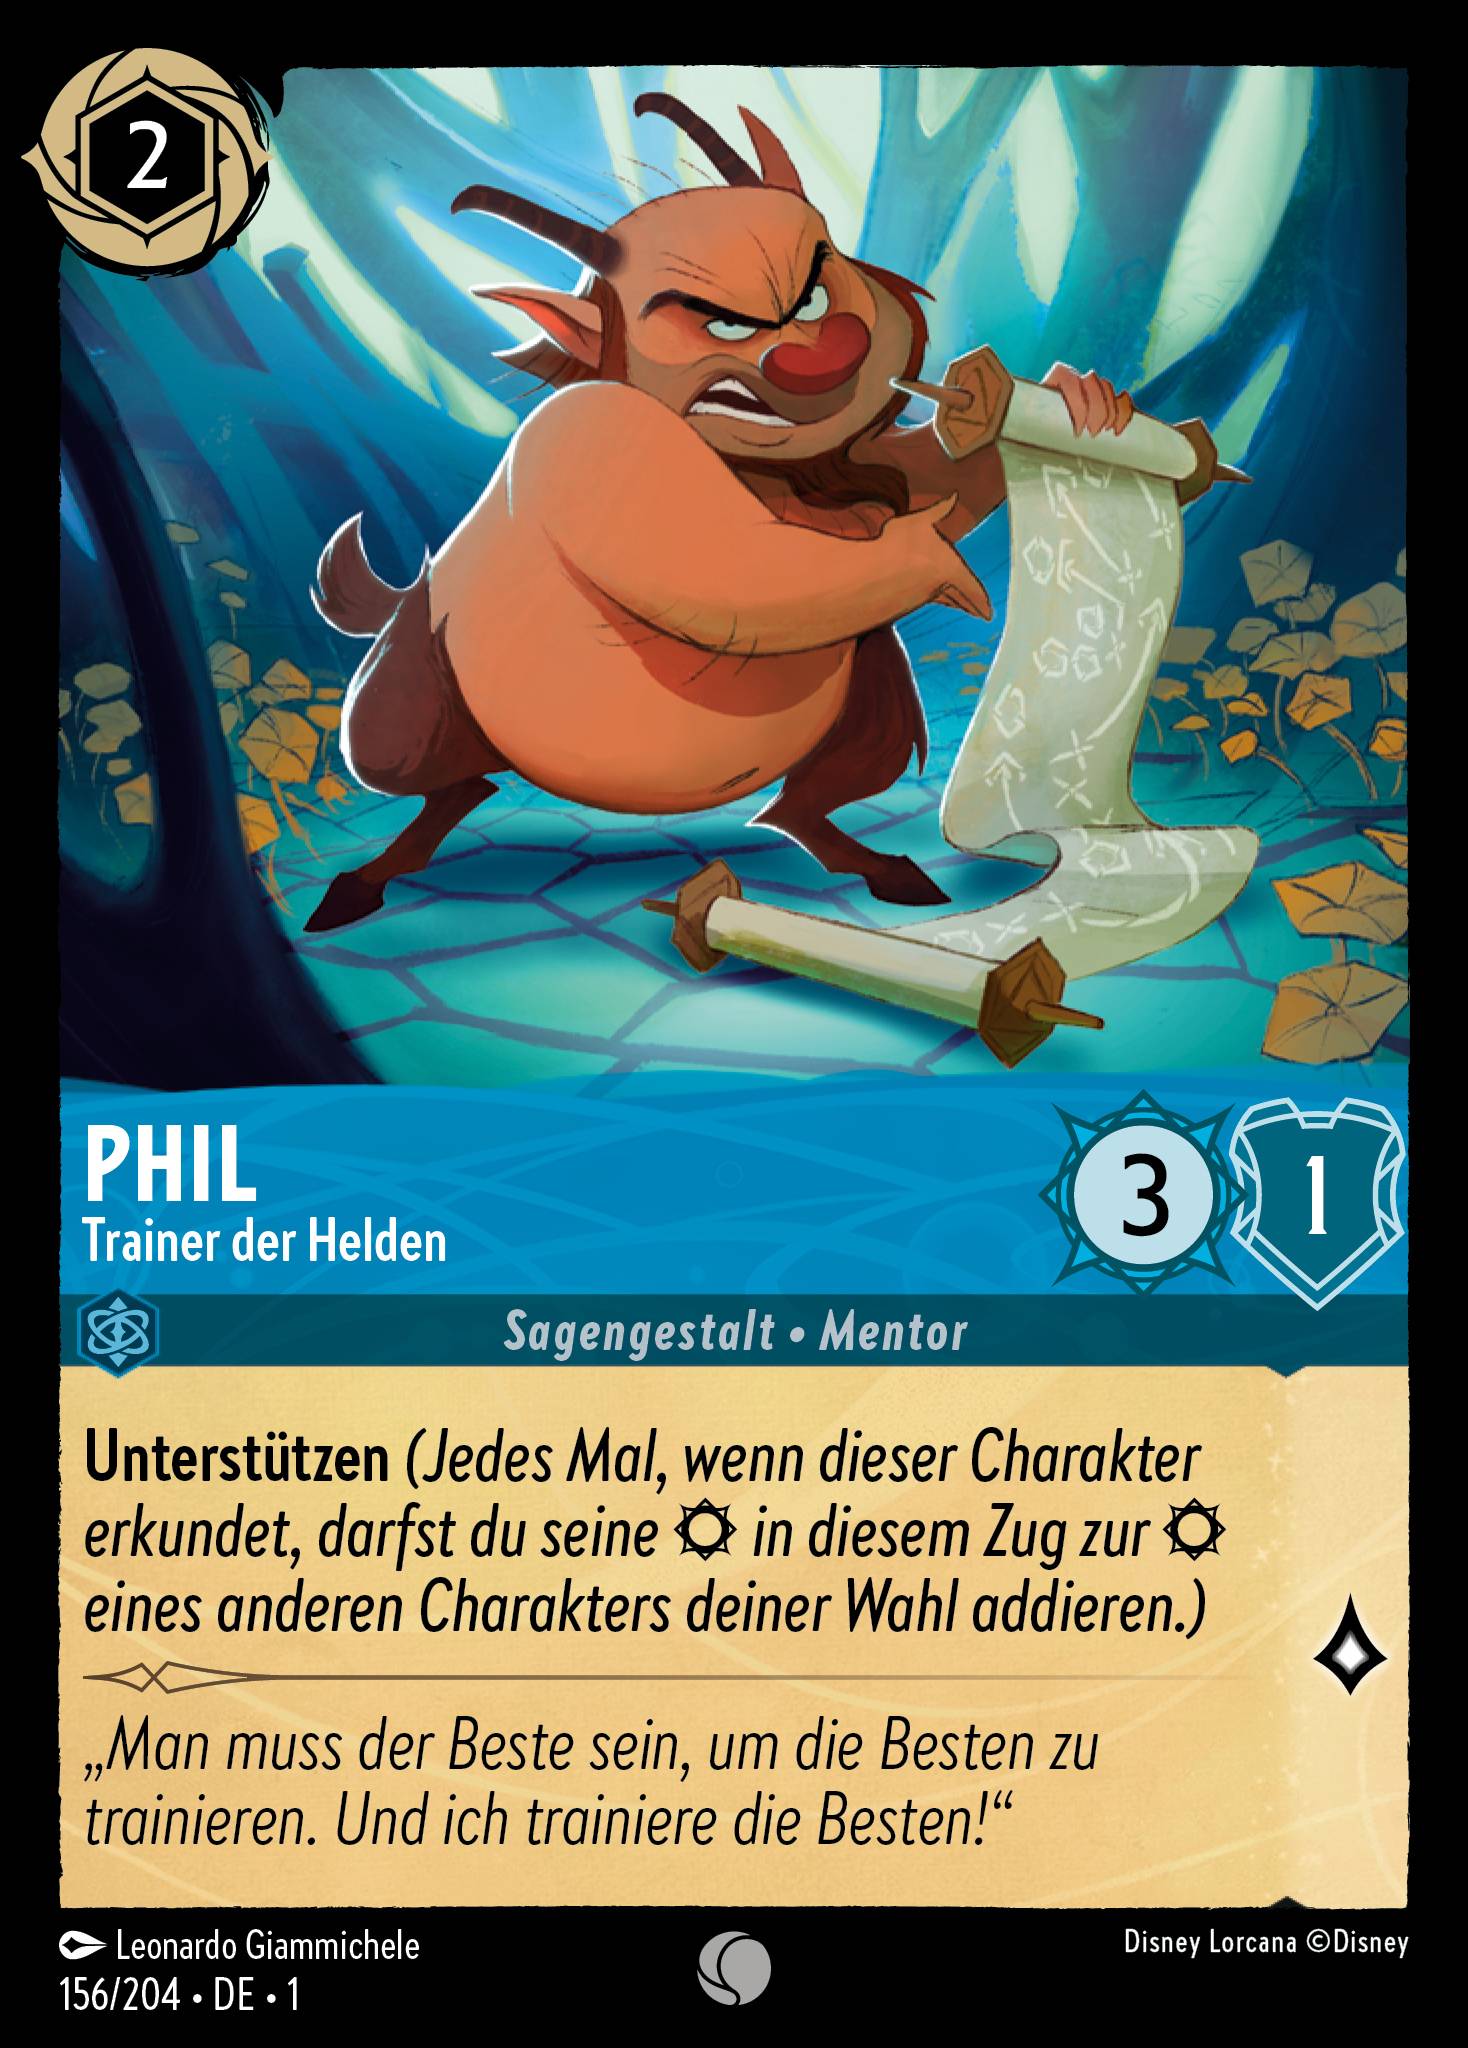 2
PHIL
Trainer der Helden
3
1
Sagengestalt • Mentor
Unterstützen (Jedes Mal, wenn dieser Charakter
erkundet, darfst du seine in diesem Zug zur
eines anderen Charakters deiner Wahl addieren.)
„Man muss der Beste sein, um die Besten zu
trainieren. Und ich trainiere die Besten!“
Leonardo Giammichele
Disney Lorcana ©Disney
156/204 • DE • 1